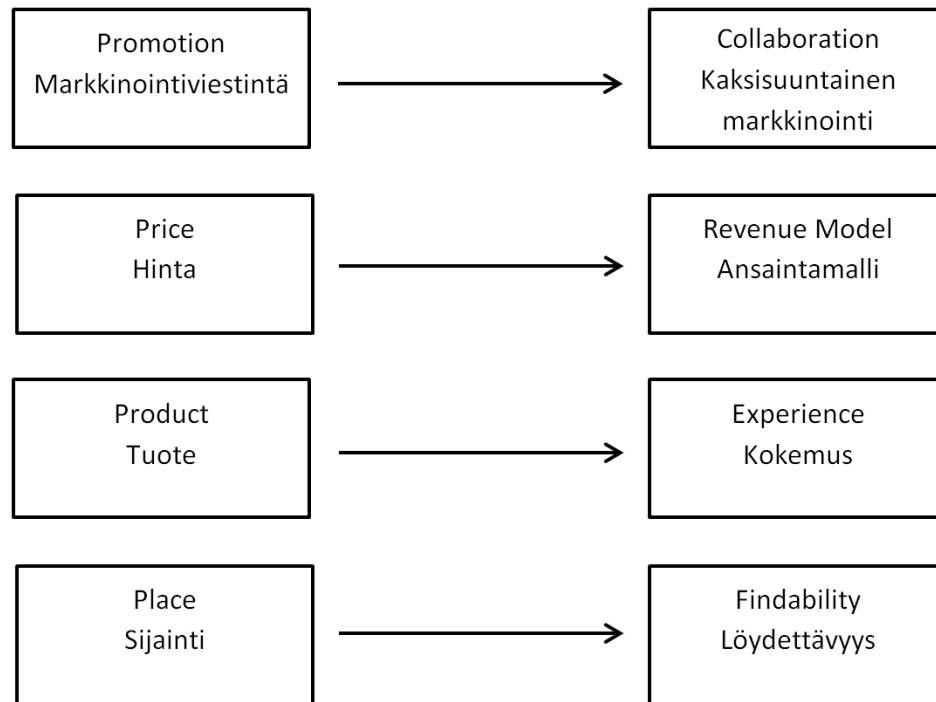 Promotion
Markkinointiviestintä
Collaboration
Kaksisuuntainen
markkinointi
Price
Hinta
Revenue Model
Ansaintamalli
Product
Tuote
Experience
Kokemus
Place
Sijainti
Findability
Löydettävyys